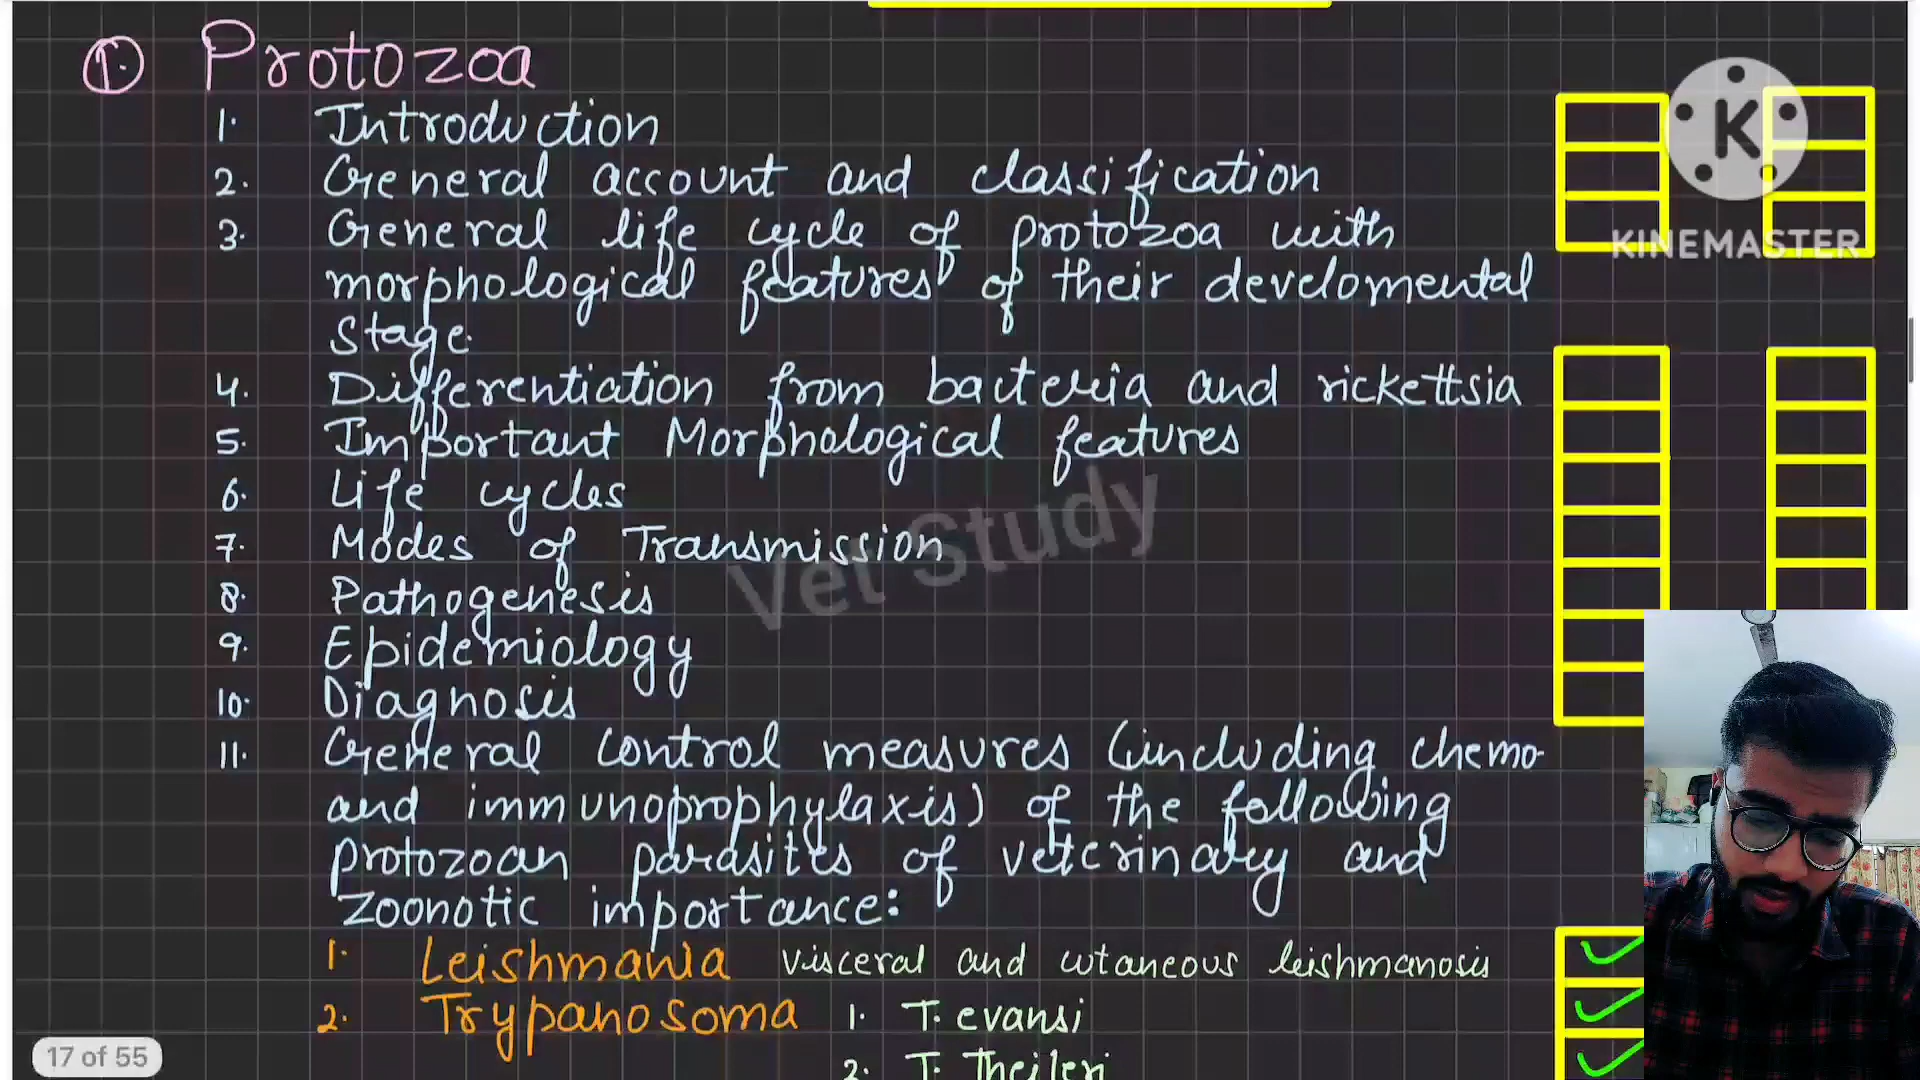 1. Protozoa
1. Introduction
2. General account and classification
3. General life cycle of protozoa with
morphological features of their develomental
stage.
4. Differentiation from bacteria and rickettsia
5. Important Morphological features
6. Life cycles
7. Modes of Transmission
8. Pathogenesis
9. Epidemiology
10. Diagnosis
11. General control measures (including chemo-
and immunoprophylaxis) of the following
protozoan parasites of veterinary and
zoonotic importance:
1. Leishmania visceral and cutaneous leishmanosis
2. Trypanosoma 1. T. evansi
2. T. Theileri
Vet Study
K
KINEMASTER
17 of 55